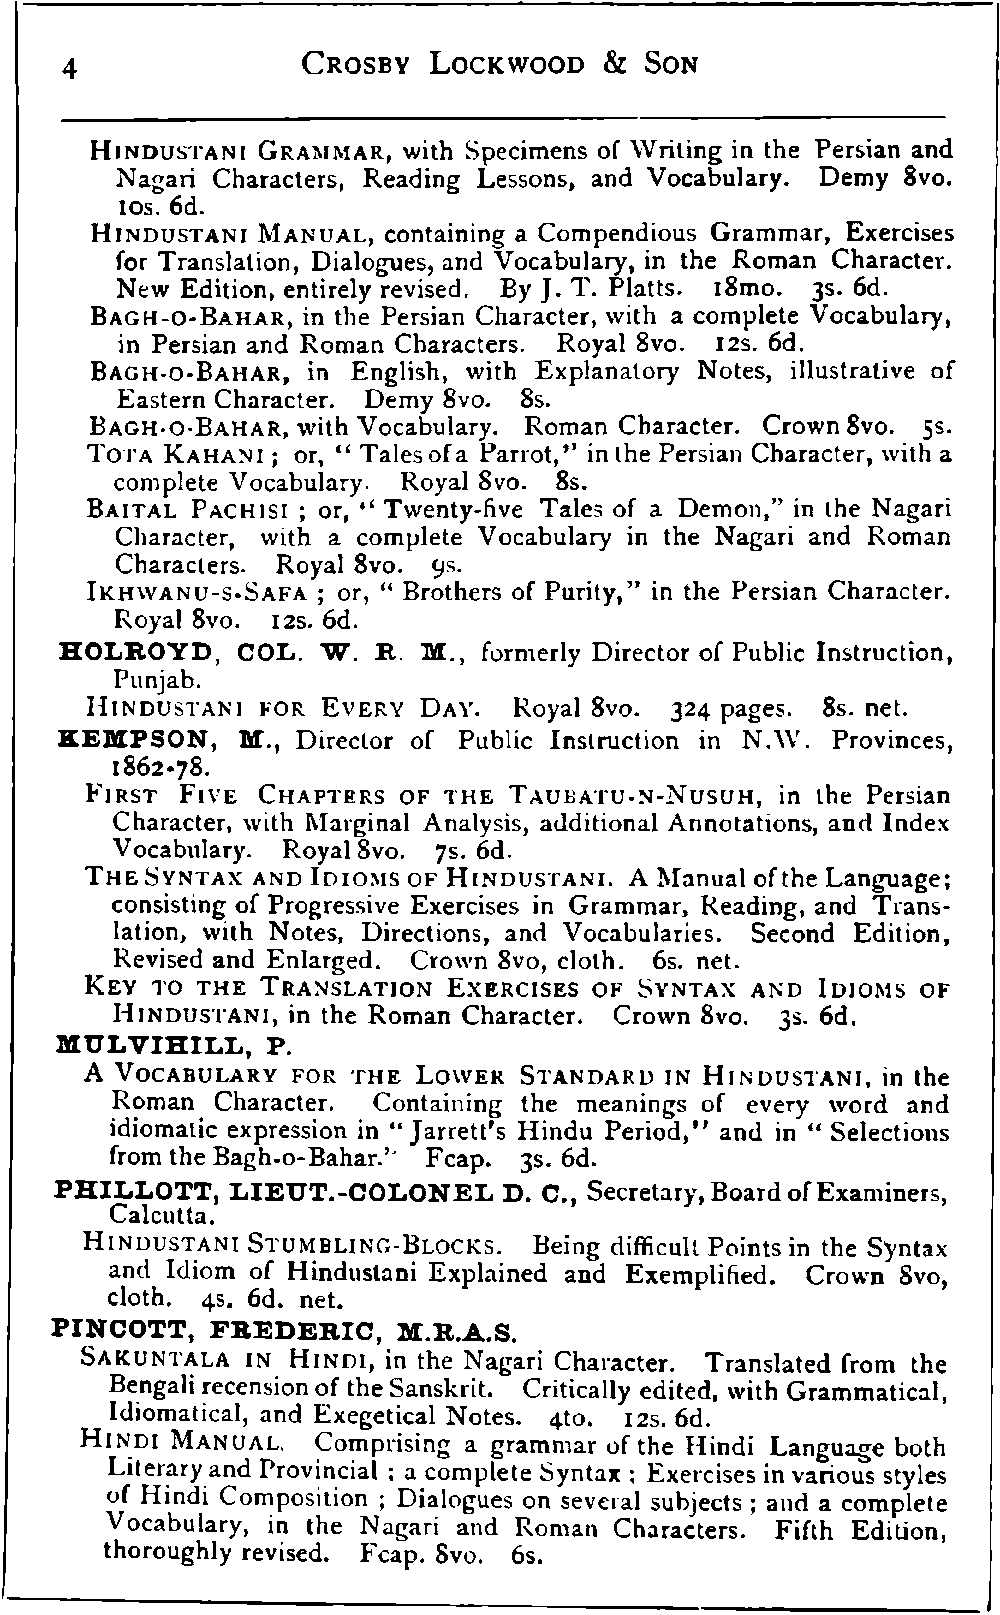 4 CROSBY LOCKWOOD & SON
HINDUSTANI GRAMMAR, with Specimens of Writing in the Persian and
Nagari Characters, Reading Lessons, and Vocabulary. Demy 8vo.
10s. 6d.
HINDUSTANI MANUAL, containing a Compendious Grammar, Exercises
for Translation, Dialogues, and Vocabulary, in the Roman Character.
New Edition, entirely revised. By J. T. Platts. 18mo. 3s. 6d.
BAGH-O-BAHAR, in the Persian Character, with a complete Vocabulary,
in Persian and Roman Characters. Royal 8vo. 12s. 6d.
BAGH-O-BAHAR, in English, with Explanatory Notes, illustrative of
Eastern Character. Demy 8vo. 8s.
BAGH-O-BAHAR, with Vocabulary. Roman Character. Crown 8vo. 5s.
TOTA KAHANI; or, "Tales of a Parrot," in the Persian Character, with a
complete Vocabulary. Royal 8vo. 8s.
BAITAL PACHISI; or, "Twenty-five Tales of a Demon," in the Nagari
Character, with a complete Vocabulary in the Nagari and Roman
Characters. Royal 8vo. 9s.
IKHWANU-S-SAFA; or, "Brothers of Purity," in the Persian Character.
Royal 8vo. 12s. 6d.
HOLROYD, COL. W. R. M., formerly Director of Public Instruction,
Punjab.
HINDUSTANI FOR EVERY DAY. Royal 8vo. 324 pages. 8s. net.
KEMPSON, M., Director of Public Instruction in N.W. Provinces,
1862-78.
FIRST FIVE CHAPTERS OF THE TAUBATU-N-NUSUH, in the Persian
Character, with Marginal Analysis, additional Annotations, and Index
Vocabulary. Royal 8vo. 7s. 6d.
THE SYNTAX AND IDIOMS OF HINDUSTANI. A Manual of the Language;
consisting of Progressive Exercises in Grammar, Reading, and Trans-
lation, with Notes, Directions, and Vocabularies. Second Edition,
Revised and Enlarged. Crown 8vo, cloth. 6s. net.
KEY TO THE TRANSLATION EXERCISES OF SYNTAX AND IDIOMS OF
HINDUSTANI, in the Roman Character. Crown 8vo. 3s. 6d.
MULVIHILL, P.
A VOCABULARY FOR THE LOWER STANDARD IN HINDUSTANI, in the
Roman Character. Containing the meanings of every word and
idiomatic expression in "Jarrett's Hindu Period," and in "Selections
from the Bagh-o-Bahar." Fcap. 3s. 6d.
PHILLOTT, LIEUT.-COLONEL D. C., Secretary, Board of Examiners,
Calcutta.
HINDUSTANI STUMBLING-BLOCKS. Being difficult Points in the Syntax
and Idiom of Hindustani Explained and Exemplified. Crown 8vo,
cloth. 4s. 6d. net.
PINCOTT, FREDERIC, M.R.A.S.
SAKUNTALA IN HINDI, in the Nagari Character. Translated from the
Bengali recension of the Sanskrit. Critically edited, with Grammatical,
Idiomatical, and Exegetical Notes. 4to. 12s. 6d.
HINDI MANUAL. Comprising a grammar of the Hindi Language both
Literary and Provincial; a complete Syntax; Exercises in various styles
of Hindi Composition; Dialogues on several subjects; and a complete
Vocabulary, in the Nagari and Roman Characters. Fifth Edition,
thoroughly revised. Fcap. 8vo. 6s.